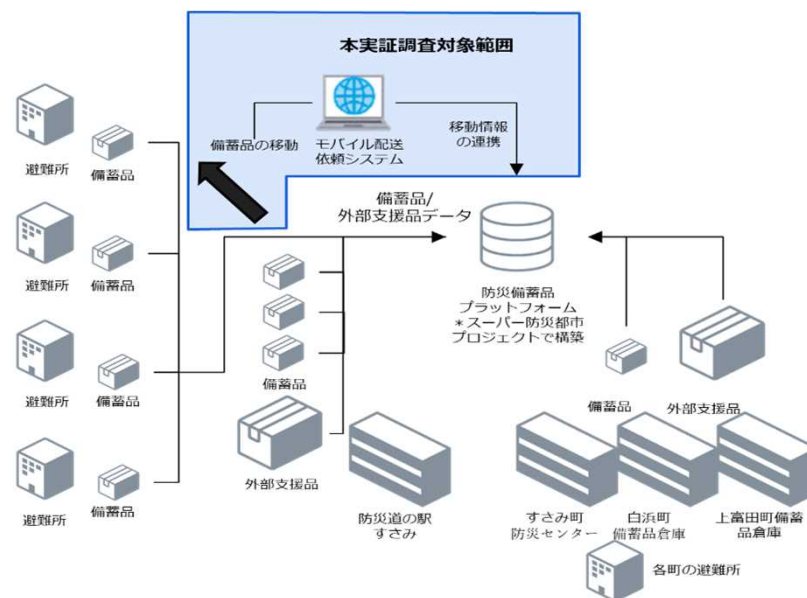 本実証調査対象範囲
備蓄品の移動
モバイル配送
依頼システム
移動情報
の連携
避難所
備蓄品
避難所
備蓄品
避難所
備蓄品
避難所
備蓄品
備蓄品/
外部支援品データ
防災備蓄品
プラットフォーム
*スーパー防災都市
プロジェクトで構築
備蓄品
外部支援品
防災道の駅
すさみ
備蓄品
外部支援品
すさみ町
防災センター
白浜町
備蓄品倉庫
上富田町備蓄
品倉庫
各町の避難所